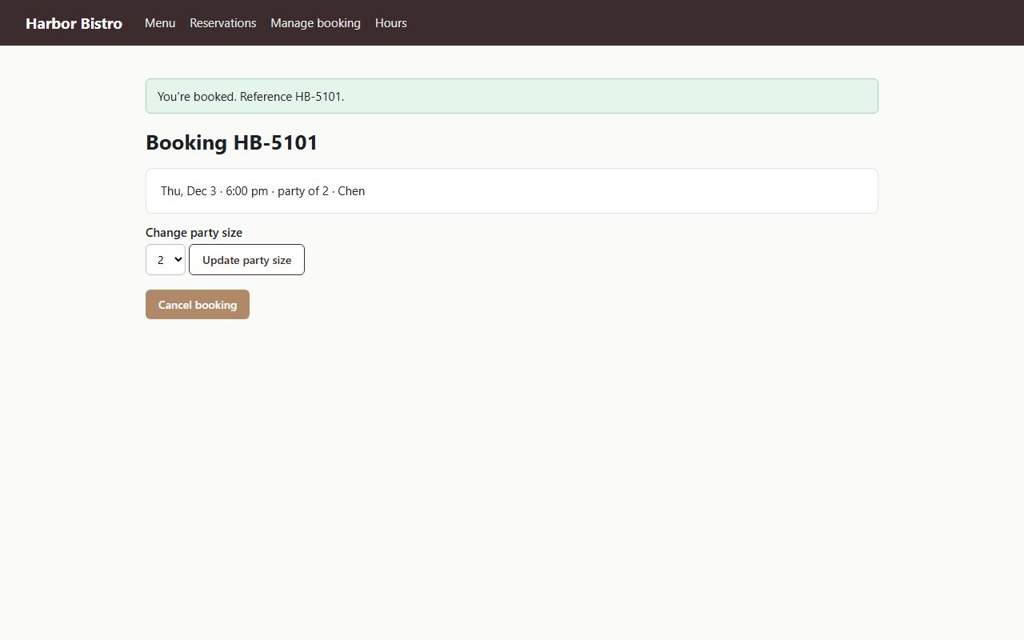 Harbor Bistro Menu Reservations Manage booking Hours
You're booked. Reference HB-5101.
Booking HB-5101
Thu, Dec 3 · 6:00 pm · party of 2 · Chen
Change party size
2 Update party size
Cancel booking